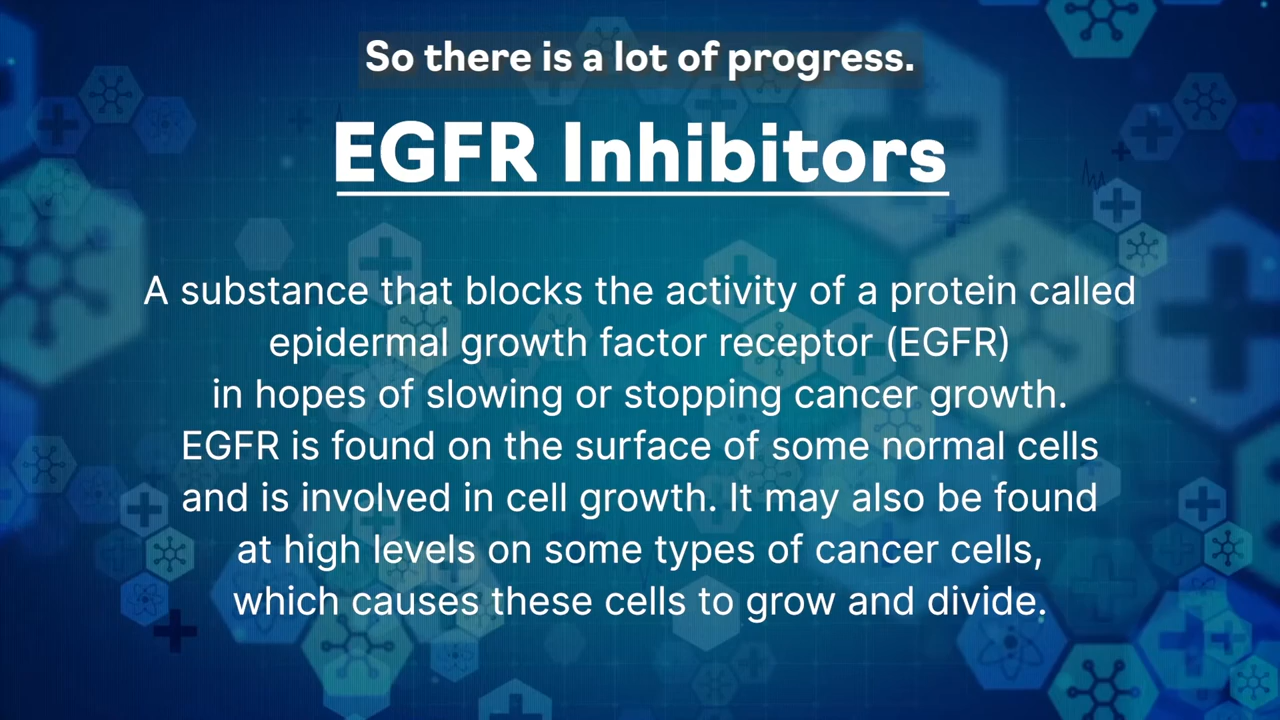 So there is a lot of progress.
EGFR Inhibitors
A substance that blocks the activity of a protein called
epidermal growth factor receptor (EGFR)
in hopes of slowing or stopping cancer growth.
EGFR is found on the surface of some normal cells
and is involved in cell growth. It may also be found
at high levels on some types of cancer cells,
which causes these cells to grow and divide.